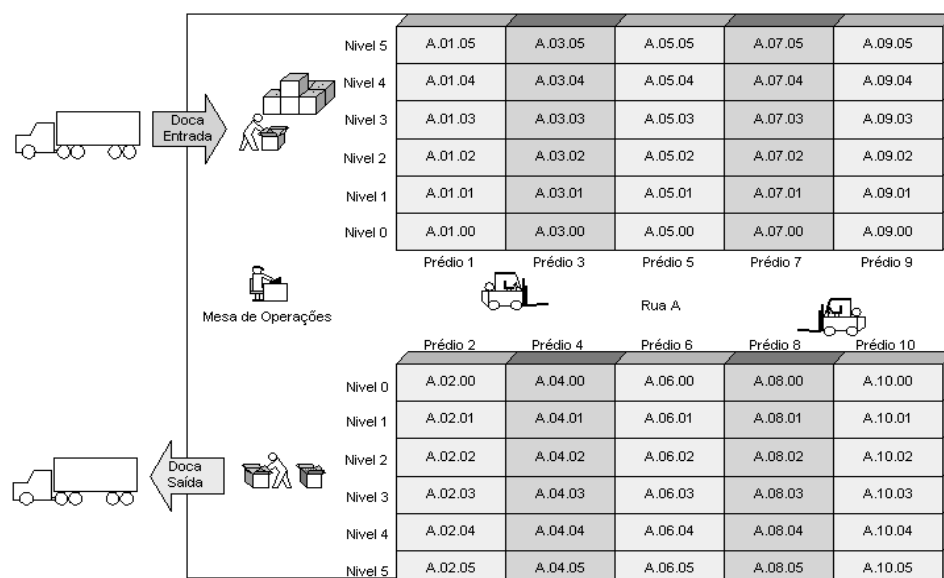 Nivel 5 A.01.05 A.03.05 A.05.05 A.07.05 A.09.05
Nivel 4 A.01.04 A.03.04 A.05.04 A.07.04 A.09.04
Doca
Entrada
Nivel 3 A.01.03 A.03.03 A.05.03 A.07.03 A.09.03
Nivel 2 A.01.02 A.03.02 A.05.02 A.07.02 A.09.02
Nivel 1 A.01.01 A.03.01 A.05.01 A.07.01 A.09.01
Nivel 0 A.01.00 A.03.00 A.05.00 A.07.00 A.09.00
Prédio 1 Prédio 3 Prédio 5 Prédio 7 Prédio 9
Mesa de Operações
Rua A
Prédio 2 Prédio 4 Prédio 6 Prédio 8 Prédio 10
Nivel 0 A.02.00 A.04.00 A.06.00 A.08.00 A.10.00
Nivel 1 A.02.01 A.04.01 A.06.01 A.08.01 A.10.01
Nivel 2 A.02.02 A.04.02 A.06.02 A.08.02 A.10.02
Doca
Saída
Nivel 3 A.02.03 A.04.03 A.06.03 A.08.03 A.10.03
Nivel 4 A.02.04 A.04.04 A.06.04 A.08.04 A.10.04
Nivel 5 A.02.05 A.04.05 A.06.05 A.08.05 A.10.05